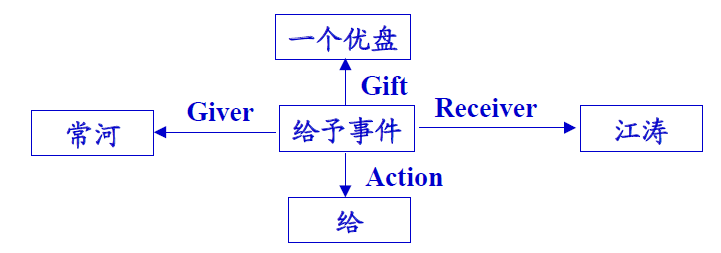 一个优盘
Gift
Giver
Receiver
常河
给予事件
江涛
Action
给